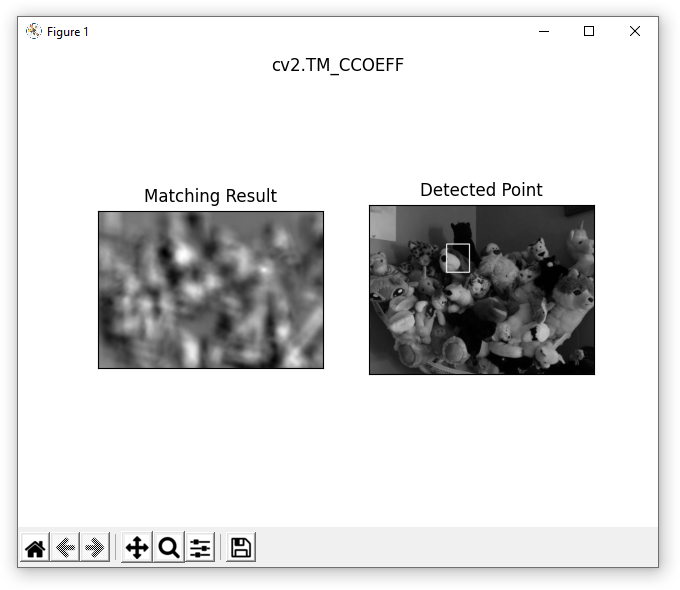 Figure 1
cv2.TM_CCOEFF
Matching Result
Detected Point